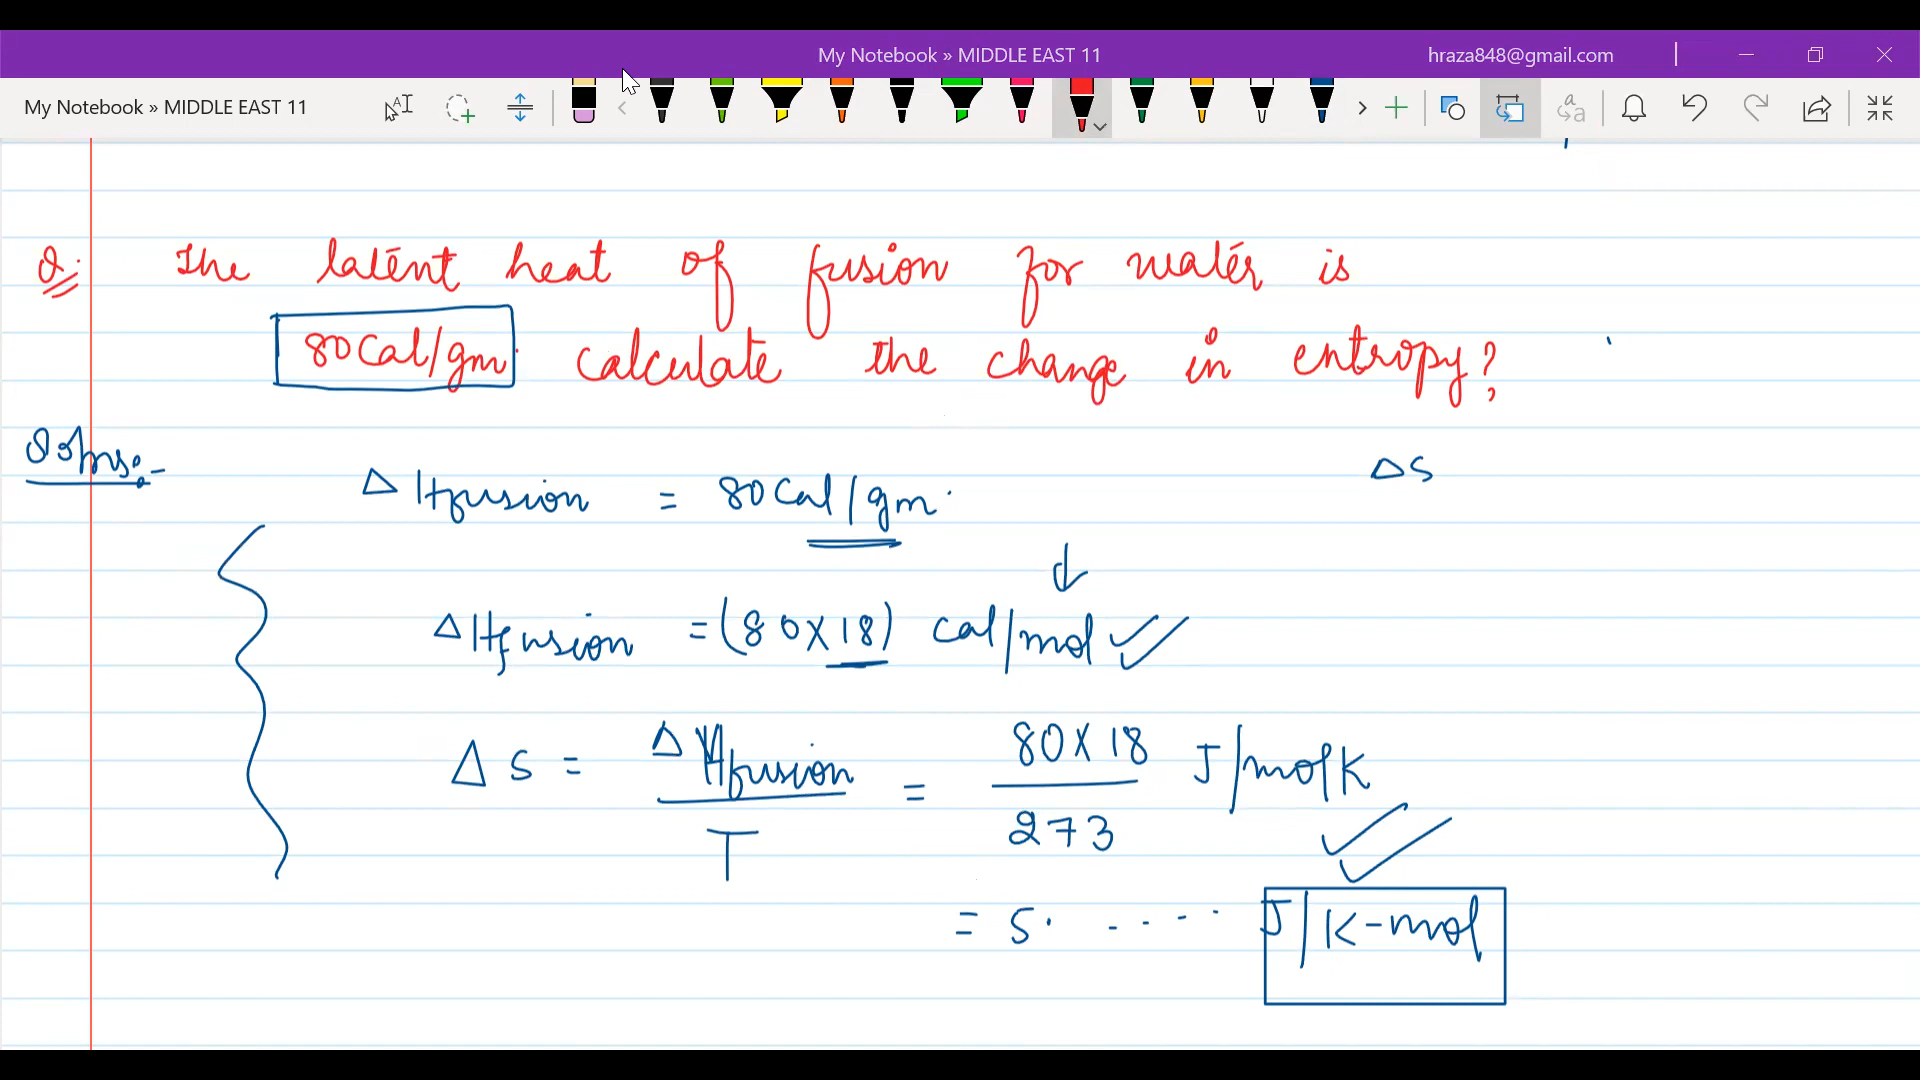 My Notebook » MIDDLE EAST 11
hraza848@gmail.com
My Notebook » MIDDLE EAST 11
Q. The latent heat of fusion for water is
80 Cal/gm. calculate the change in entropy?
ΔS
ΔHfusion = 80 Cal/gm.
ΔHfusion = (80×18) cal/mol
ΔS = ΔHfusion / T = 80×18 / 273 J/mol K
= 5. .... J/K-mol